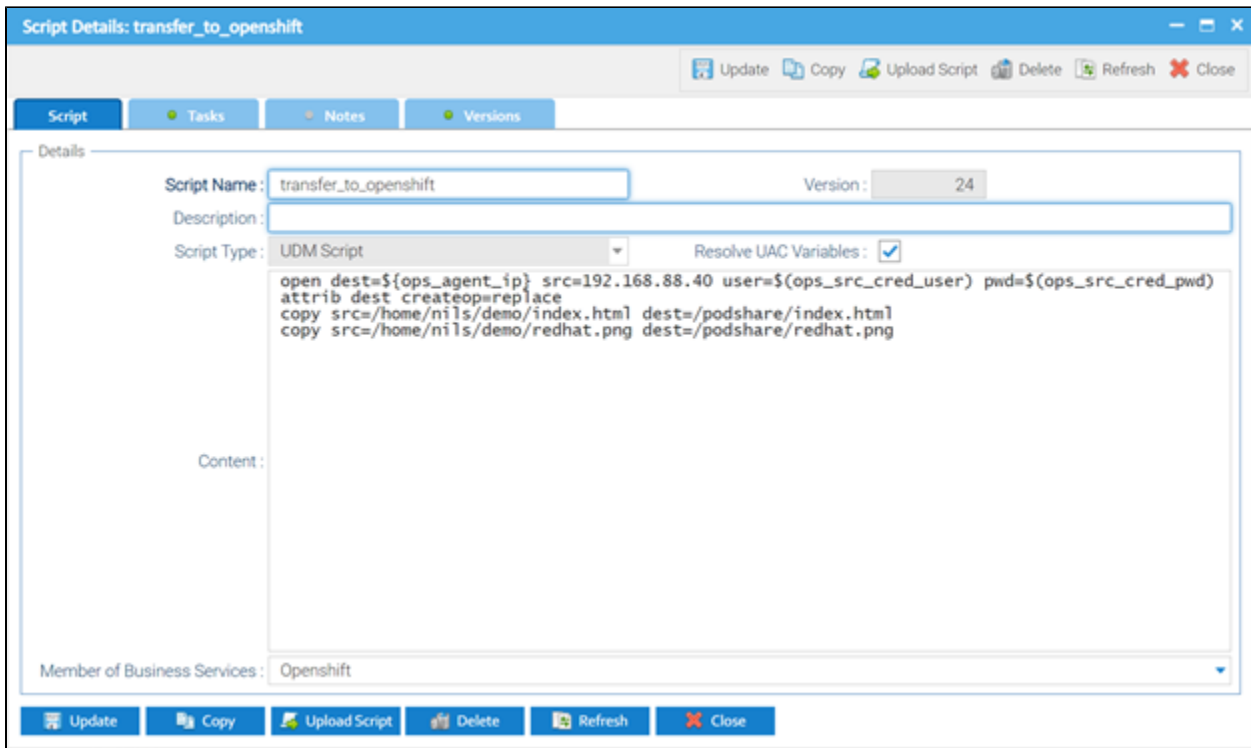 Script Details: transfer_to_openshift
Update Copy Upload Script Delete Refresh Close
Script Tasks Notes Versions
Details
Script Name : transfer_to_openshift Version : 24
Description :
Script Type : UDM Script Resolve UAC Variables :
open dest=${ops_agent_ip} src=192.168.88.40 user=$(ops_src_cred_user) pwd=$(ops_src_cred_pwd)
attrib dest createop=replace
copy src=/home/nils/demo/index.html dest=/podshare/index.html
copy src=/home/nils/demo/redhat.png dest=/podshare/redhat.png
Content :
Member of Business Services : Openshift
Update Copy Upload Script Delete Refresh Close